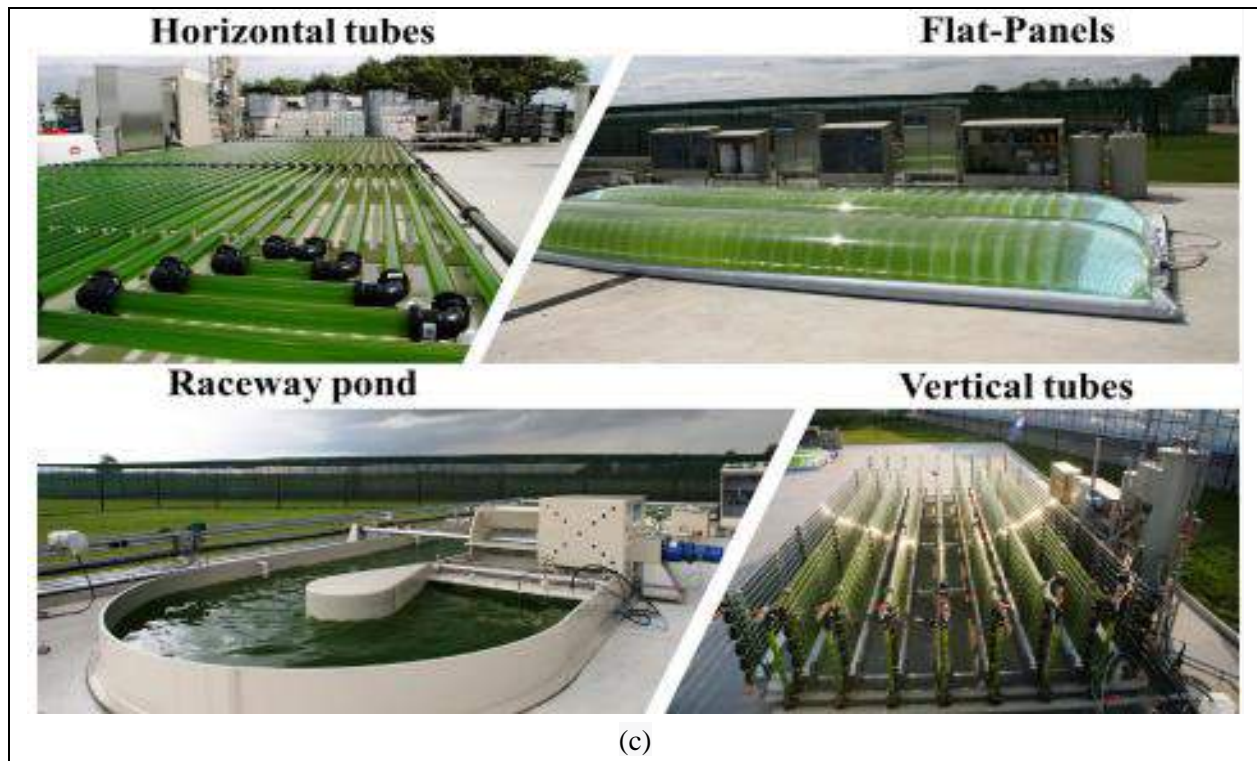 Horizontal tubes
Flat-Panels
Raceway pond
Vertical tubes
(c)